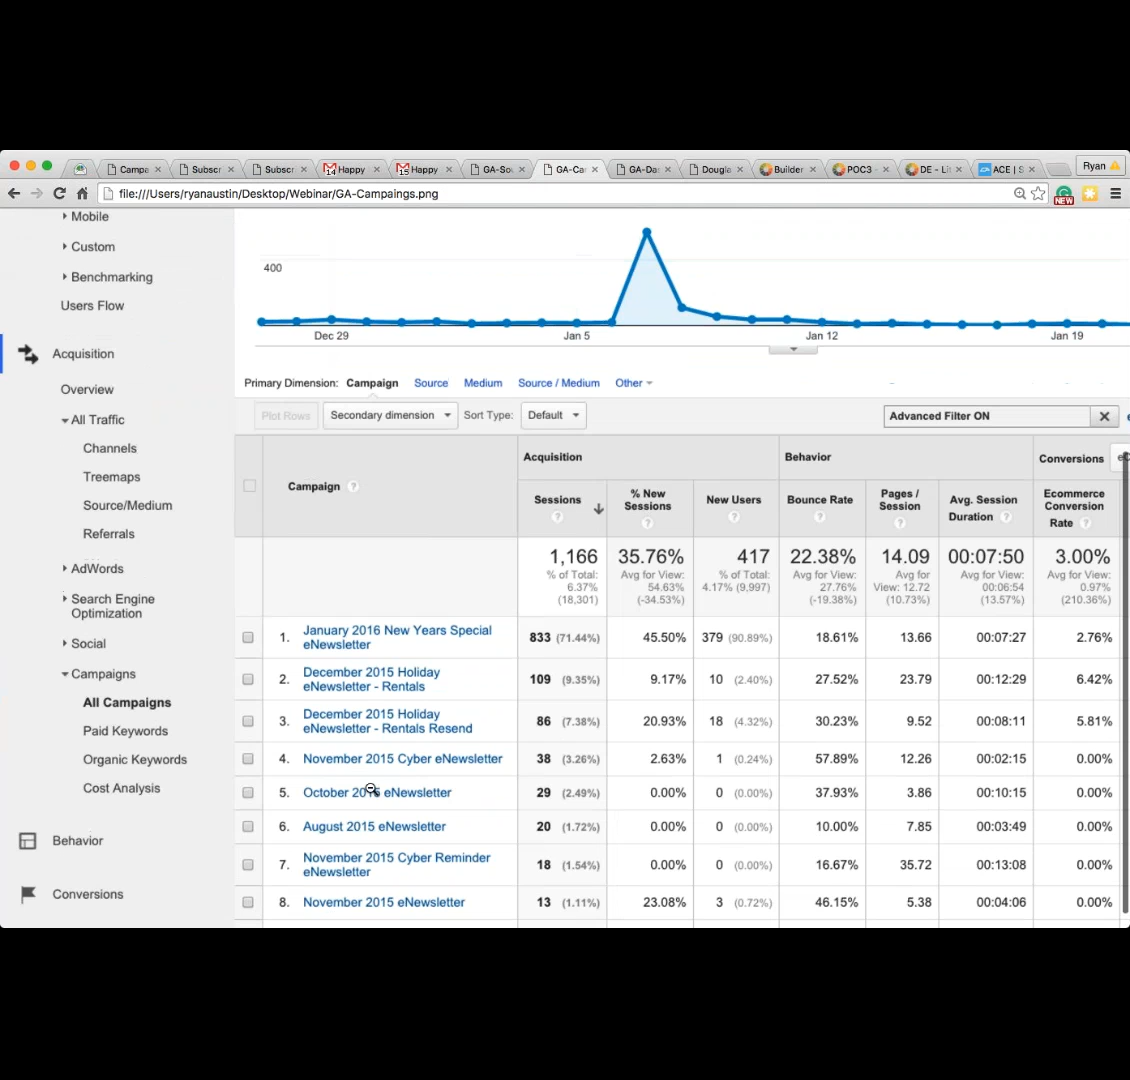 Campa
Subscr
Subscr
Happy
Happy
GA-Sou
GA-Car
GA-Das
Dougla
Builder
POC3 -
DE - Lit
ACE | S
Ryan
file:///Users/ryanaustin/Desktop/Webinar/GA-Campaings.png
NEW
Mobile
Custom
Benchmarking
Users Flow
Acquisition
Overview
All Traffic
Channels
Treemaps
Source/Medium
Referrals
AdWords
Search Engine
Optimization
Social
Campaigns
All Campaigns
Paid Keywords
Organic Keywords
Cost Analysis
Behavior
Conversions
400
Dec 29 Jan 5 Jan 12 Jan 19
Primary Dimension: Campaign Source Medium Source / Medium Other
Plot Rows Secondary dimension Sort Type: Default Advanced Filter ON
Acquisition Behavior Conversions
Campaign ? Sessions ? % New Sessions ? New Users ? Bounce Rate ? Pages / Session ? Avg. Session Duration ? Ecommerce Conversion Rate ?
1,166 35.76% 417 22.38% 14.09 00:07:50 3.00%
% of Total: 6.37% (18,301) Avg for View: 54.63% (-34.53%) % of Total: 4.17% (9,997) Avg for View: 27.76% (-19.38%) Avg for View: 12.72 (10.73%) Avg for View: 00:06:54 (13.57%) Avg for View: 0.97% (210.36%)
1. January 2016 New Years Special eNewsletter 833 (71.44%) 45.50% 379 (90.89%) 18.61% 13.66 00:07:27 2.76%
2. December 2015 Holiday eNewsletter - Rentals 109 (9.35%) 9.17% 10 (2.40%) 27.52% 23.79 00:12:29 6.42%
3. December 2015 Holiday eNewsletter - Rentals Resend 86 (7.38%) 20.93% 18 (4.32%) 30.23% 9.52 00:08:11 5.81%
4. November 2015 Cyber eNewsletter 38 (3.26%) 2.63% 1 (0.24%) 57.89% 12.26 00:02:15 0.00%
5. October 2015 eNewsletter 29 (2.49%) 0.00% 0 (0.00%) 37.93% 3.86 00:10:15 0.00%
6. August 2015 eNewsletter 20 (1.72%) 0.00% 0 (0.00%) 10.00% 7.85 00:03:49 0.00%
7. November 2015 Cyber Reminder eNewsletter 18 (1.54%) 0.00% 0 (0.00%) 16.67% 35.72 00:13:08 0.00%
8. November 2015 eNewsletter 13 (1.11%) 23.08% 3 (0.72%) 46.15% 5.38 00:04:06 0.00%